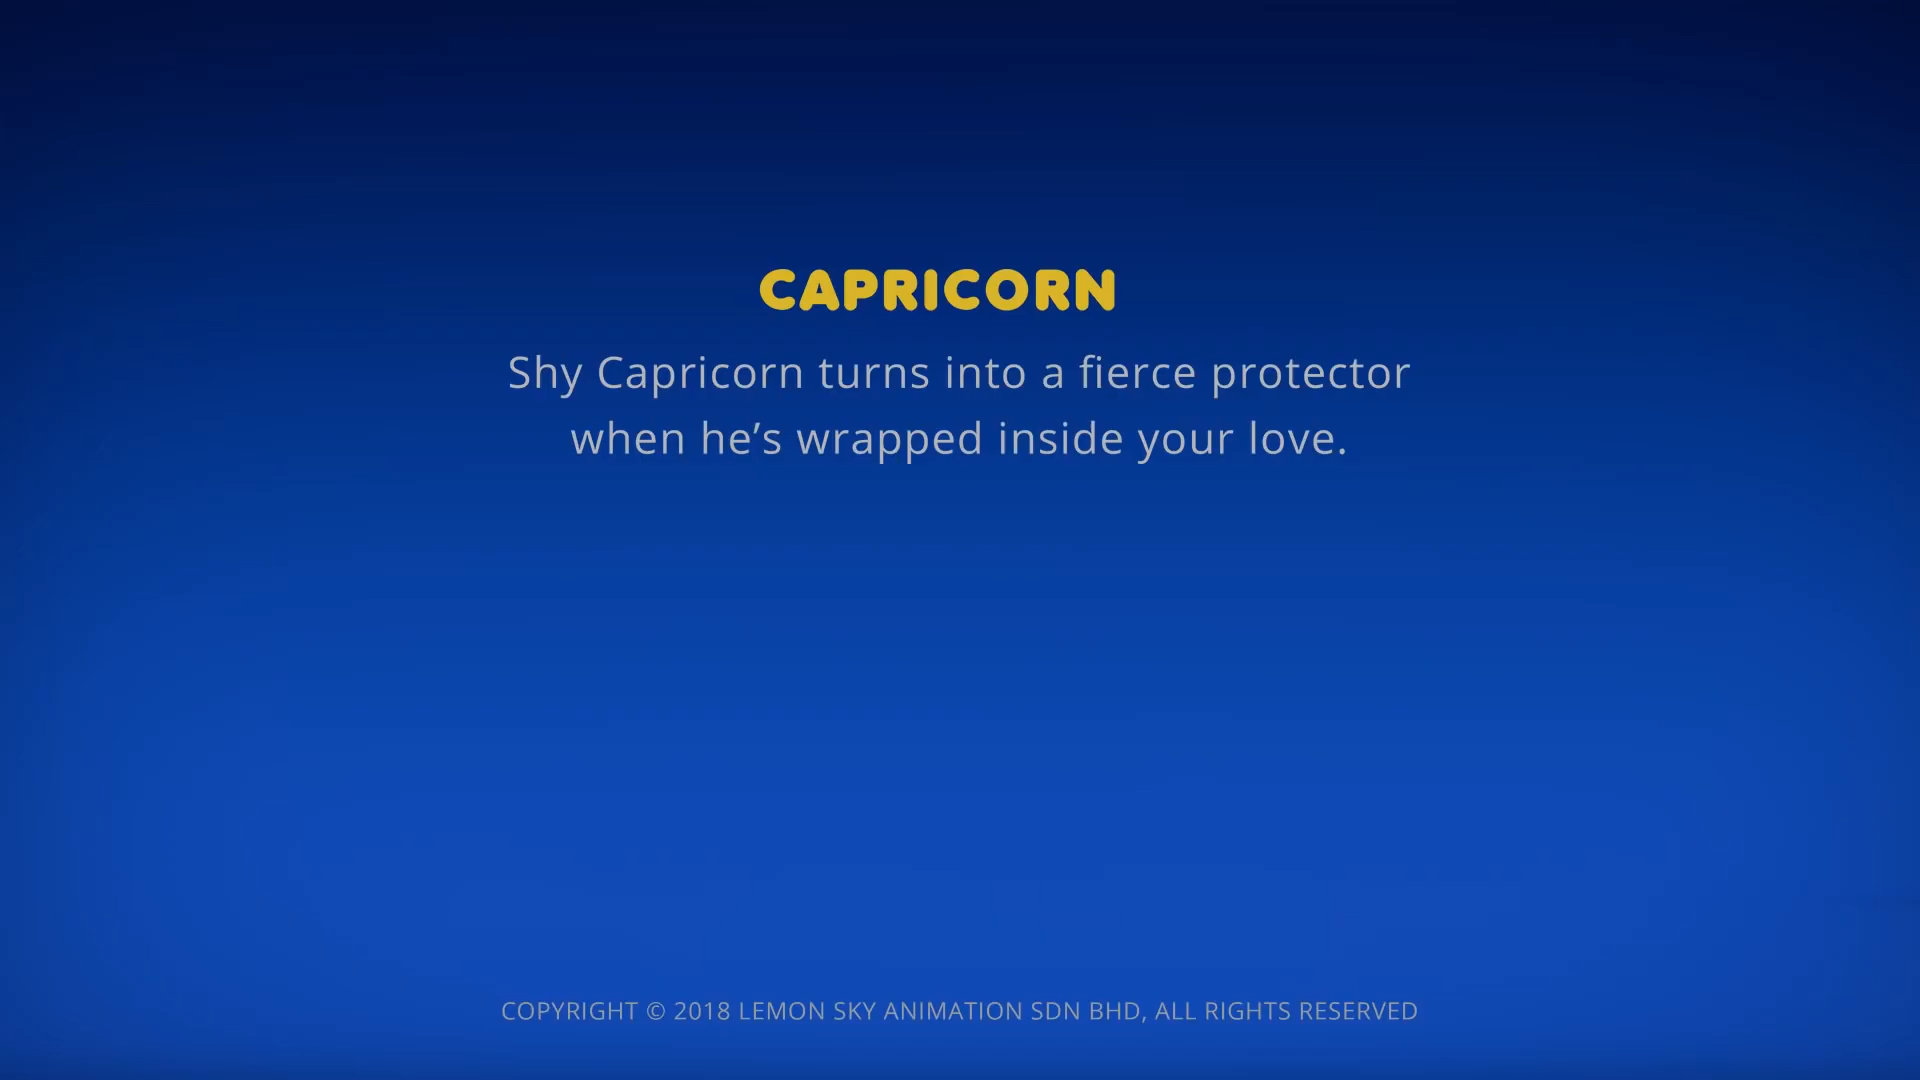 CAPRICORN
Shy Capricorn turns into a fierce protector
when he’s wrapped inside your love.
COPYRIGHT © 2018 LEMON SKY ANIMATION SDN BHD, ALL RIGHTS RESERVED